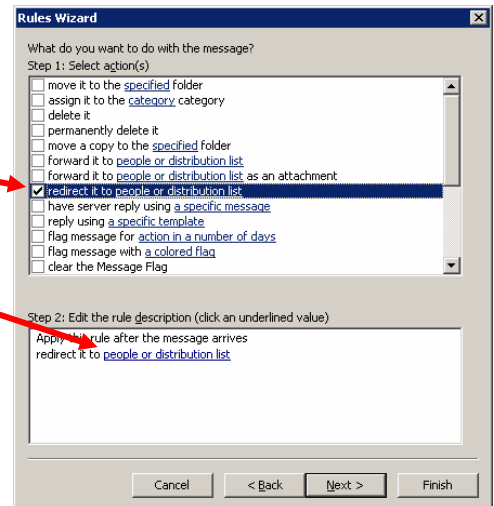 Rules Wizard
What do you want to do with the message?
Step 1: Select action(s)
move it to the specified folder
assign it to the category category
delete it
permanently delete it
move a copy to the specified folder
forward it to people or distribution list
forward it to people or distribution list as an attachment
redirect it to people or distribution list
have server reply using a specific message
reply using a specific template
flag message for action in a number of days
flag message with a colored flag
clear the Message Flag
Step 2: Edit the rule description (click an underlined value)
Apply this rule after the message arrives
redirect it to people or distribution list
Cancel < Back Next > Finish